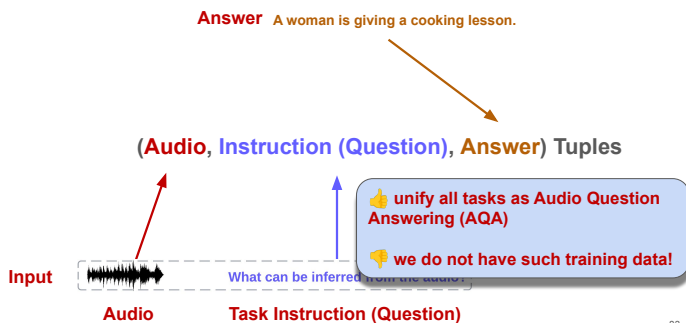 Answer A woman is giving a cooking lesson.
(Audio, Instruction (Question), Answer) Tuples
👍 unify all tasks as Audio Question
Answering (AQA)
👎 we do not have such training data!
Input
What can be inferred from the audio?
Audio
Task Instruction (Question)